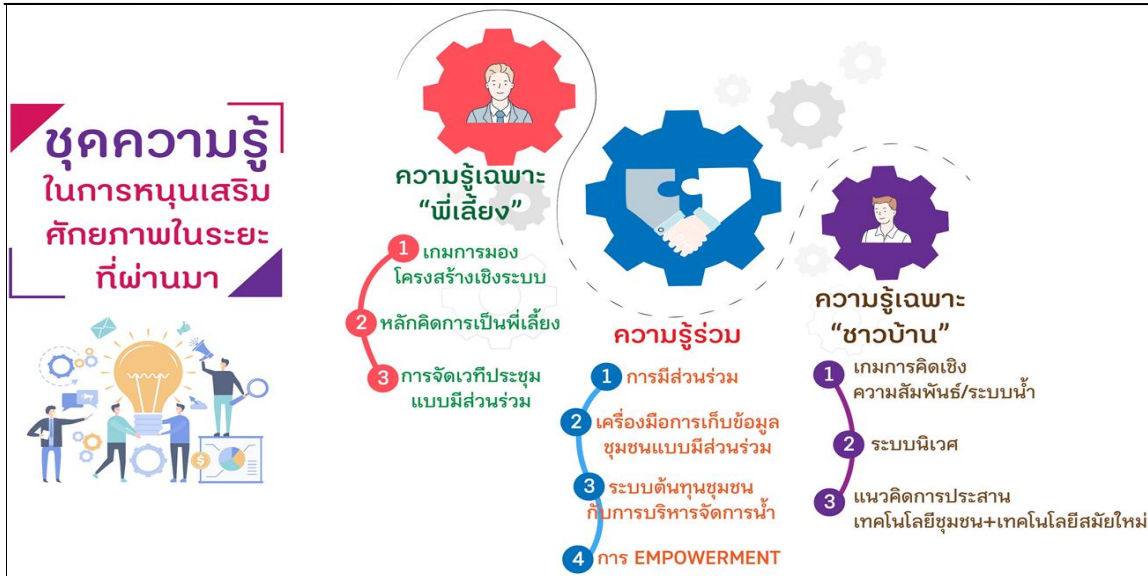 ชุดความรู้
ในการหนุนเสริม
ศักยภาพในระยะ
ที่ผ่านมา
ความรู้เฉพาะ
“พี่เลี้ยง”
1 เกมการมอง
โครงสร้างเชิงระบบ
2 หลักคิดการเป็นพี่เลี้ยง
3 การจัดเวทีประชุม
แบบมีส่วนร่วม
ความรู้ร่วม
1 การมีส่วนร่วม
2 เครื่องมือการเก็บข้อมูล
ชุมชนแบบมีส่วนร่วม
3 ระบบต้นทุนชุมชน
กับการบริหารจัดการน้ำ
4 การ EMPOWERMENT
ความรู้เฉพาะ
“ชาวบ้าน”
1 เกมการคิดเชิง
ความสัมพันธ์/ระบบน้ำ
2 ระบบนิเวศ
3 แนวคิดการประสาน
เทคโนโลยีชุมชน+เทคโนโลยีสมัยใหม่